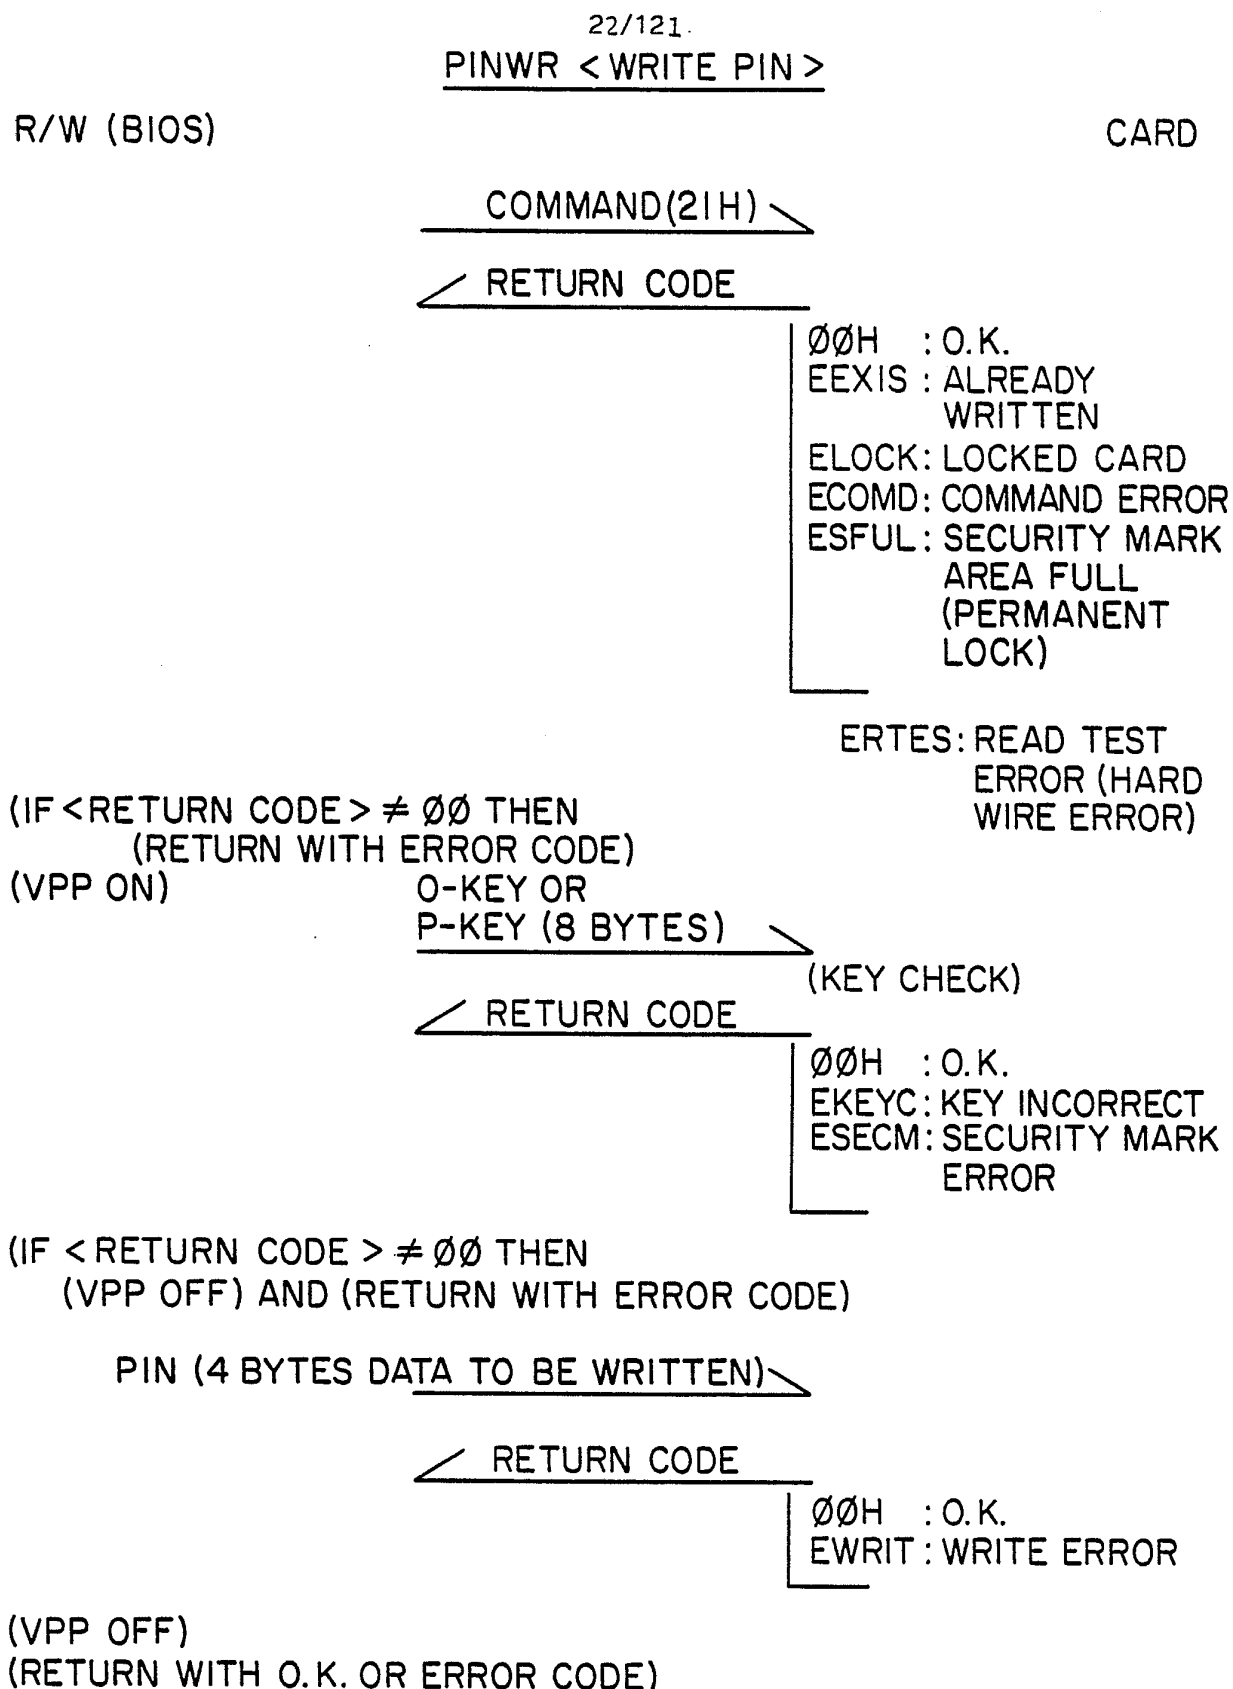 22/121.
PINWR <WRITE PIN>
R/W (BIOS)
CARD
COMMAND(21H)
RETURN CODE
ØØH : O.K.
EEXIS : ALREADY
WRITTEN
ELOCK: LOCKED CARD
ECOMD: COMMAND ERROR
ESFUL: SECURITY MARK
AREA FULL
(PERMANENT
LOCK)
ERTES: READ TEST
ERROR (HARD
WIRE ERROR)
(IF <RETURN CODE> ≠ ØØ THEN
(RETURN WITH ERROR CODE)
(VPP ON)
O-KEY OR
P-KEY (8 BYTES)
(KEY CHECK)
RETURN CODE
ØØH : O.K.
EKEYC: KEY INCORRECT
ESECM: SECURITY MARK
ERROR
(IF <RETURN CODE> ≠ ØØ THEN
(VPP OFF) AND (RETURN WITH ERROR CODE)
PIN (4 BYTES DATA TO BE WRITTEN)
RETURN CODE
ØØH : O.K.
EWRIT : WRITE ERROR
(VPP OFF)
(RETURN WITH O.K. OR ERROR CODE)